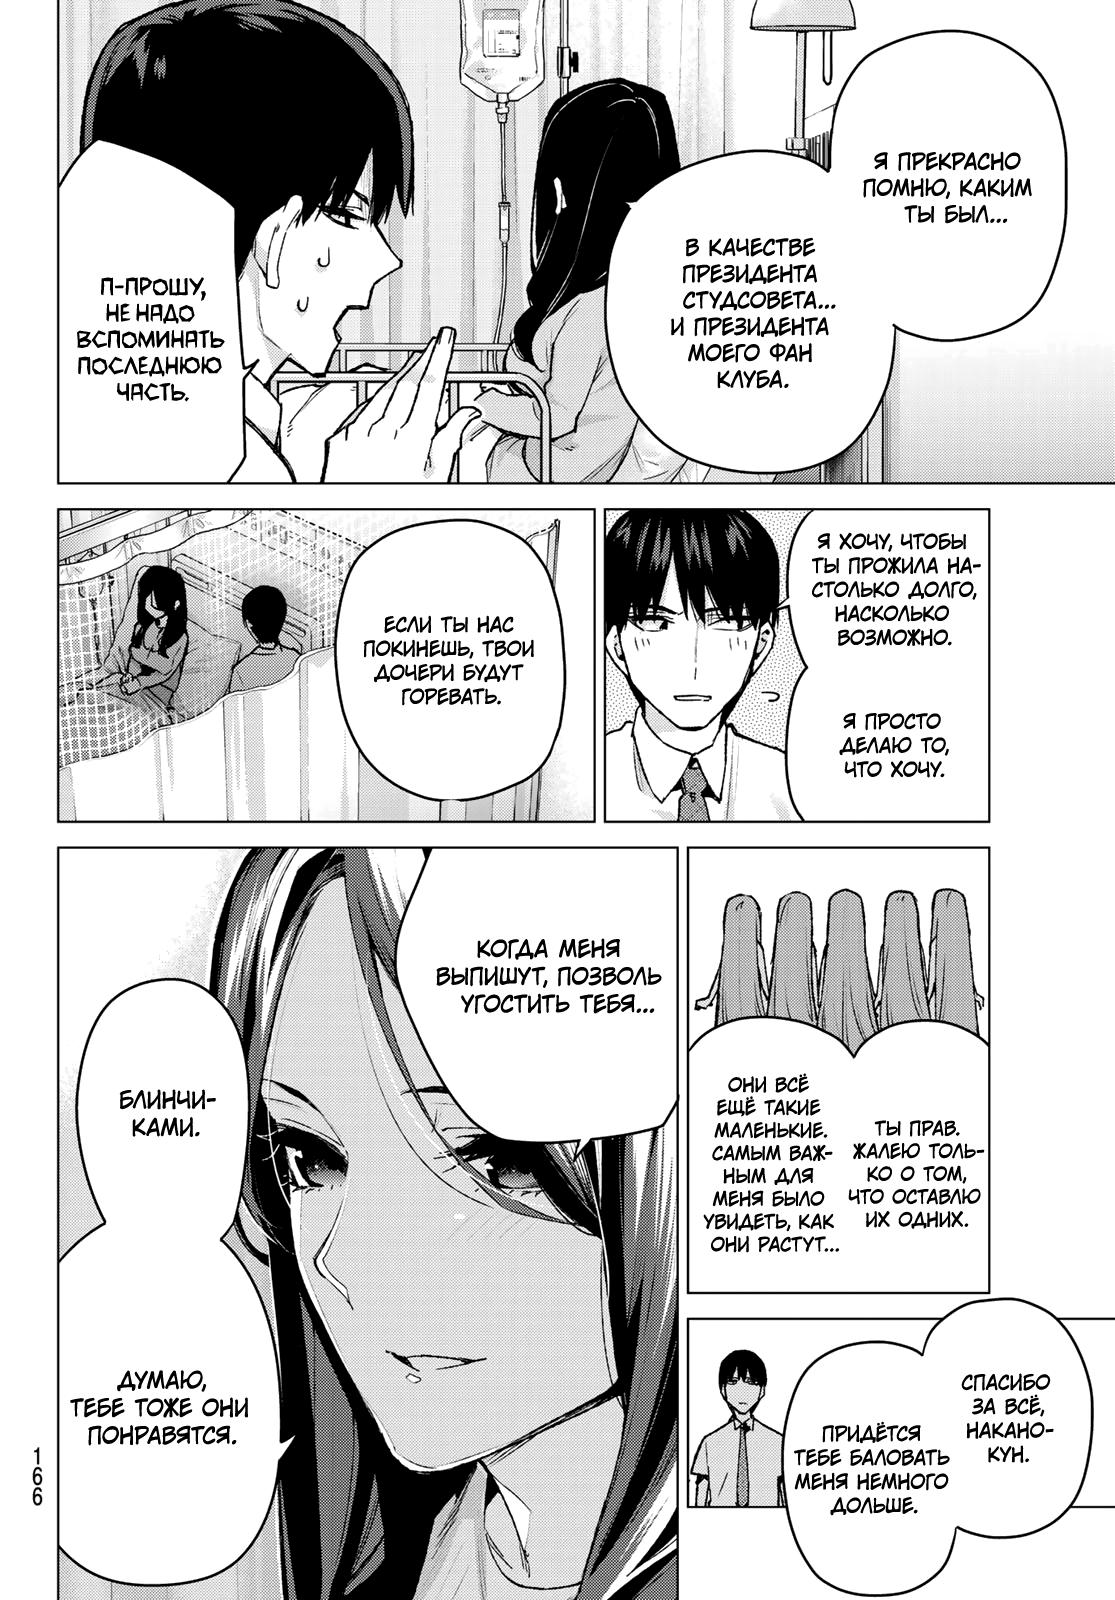 Я ПРЕКРАСНО
ПОМНЮ, КАКИМ
ТЫ БЫЛ...
В КАЧЕСТВЕ
ПРЕЗИДЕНТА
СТУДСОВЕТА...
И ПРЕЗИДЕНТА
МОЕГО ФАН
КЛУБА.
П-ПРОШУ,
НЕ НАДО
ВСПОМИНАТЬ
ПОСЛЕДНЮЮ
ЧАСТЬ.
Я ХОЧУ, ЧТОБЫ
ТЫ ПРОЖИЛА НА-
СТОЛЬКО ДОЛГО,
НАСКОЛЬКО
ВОЗМОЖНО.
Я ПРОСТО
ДЕЛАЮ ТО,
ЧТО ХОЧУ.
ЕСЛИ ТЫ НАС
ПОКИНЕШЬ, ТВОИ
ДОЧЕРИ БУДУТ
ГОРЕВАТЬ.
ТЫ ПРАВ.
ЖАЛЕЮ ТОЛЬ-
КО О ТОМ,
ЧТО ОСТАВЛЮ
ИХ ОДНИХ.
ОНИ ВСЁ
ЕЩЁ ТАКИЕ
МАЛЕНЬКИЕ.
САМЫМ ВАЖ-
НЫМ ДЛЯ
МЕНЯ БЫЛО
УВИДЕТЬ, КАК
ОНИ РАСТУТ...
СПАСИБО
ЗА ВСЁ,
НАКАНО-
КУН.
ПРИДЁТСЯ
ТЕБЕ БАЛОВАТЬ
МЕНЯ НЕМНОГО
ДОЛЬШЕ.
КОГДА МЕНЯ
ВЫПИШУТ, ПОЗВОЛЬ
УГОСТИТЬ ТЕБЯ...
БЛИНЧИ-
КАМИ.
ДУМАЮ,
ТЕБЕ ТОЖЕ ОНИ
ПОНРАВЯТСЯ.
166